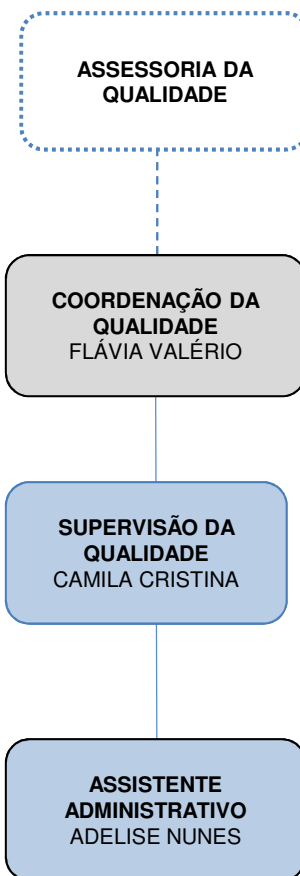 ASSESSORIA DA
QUALIDADE
COORDENAÇÃO DA
QUALIDADE
FLÁVIA VALÉRIO
SUPERVISÃO DA
QUALIDADE
CAMILA CRISTINA
ASSISTENTE
ADMINISTRATIVO
ADELISE NUNES